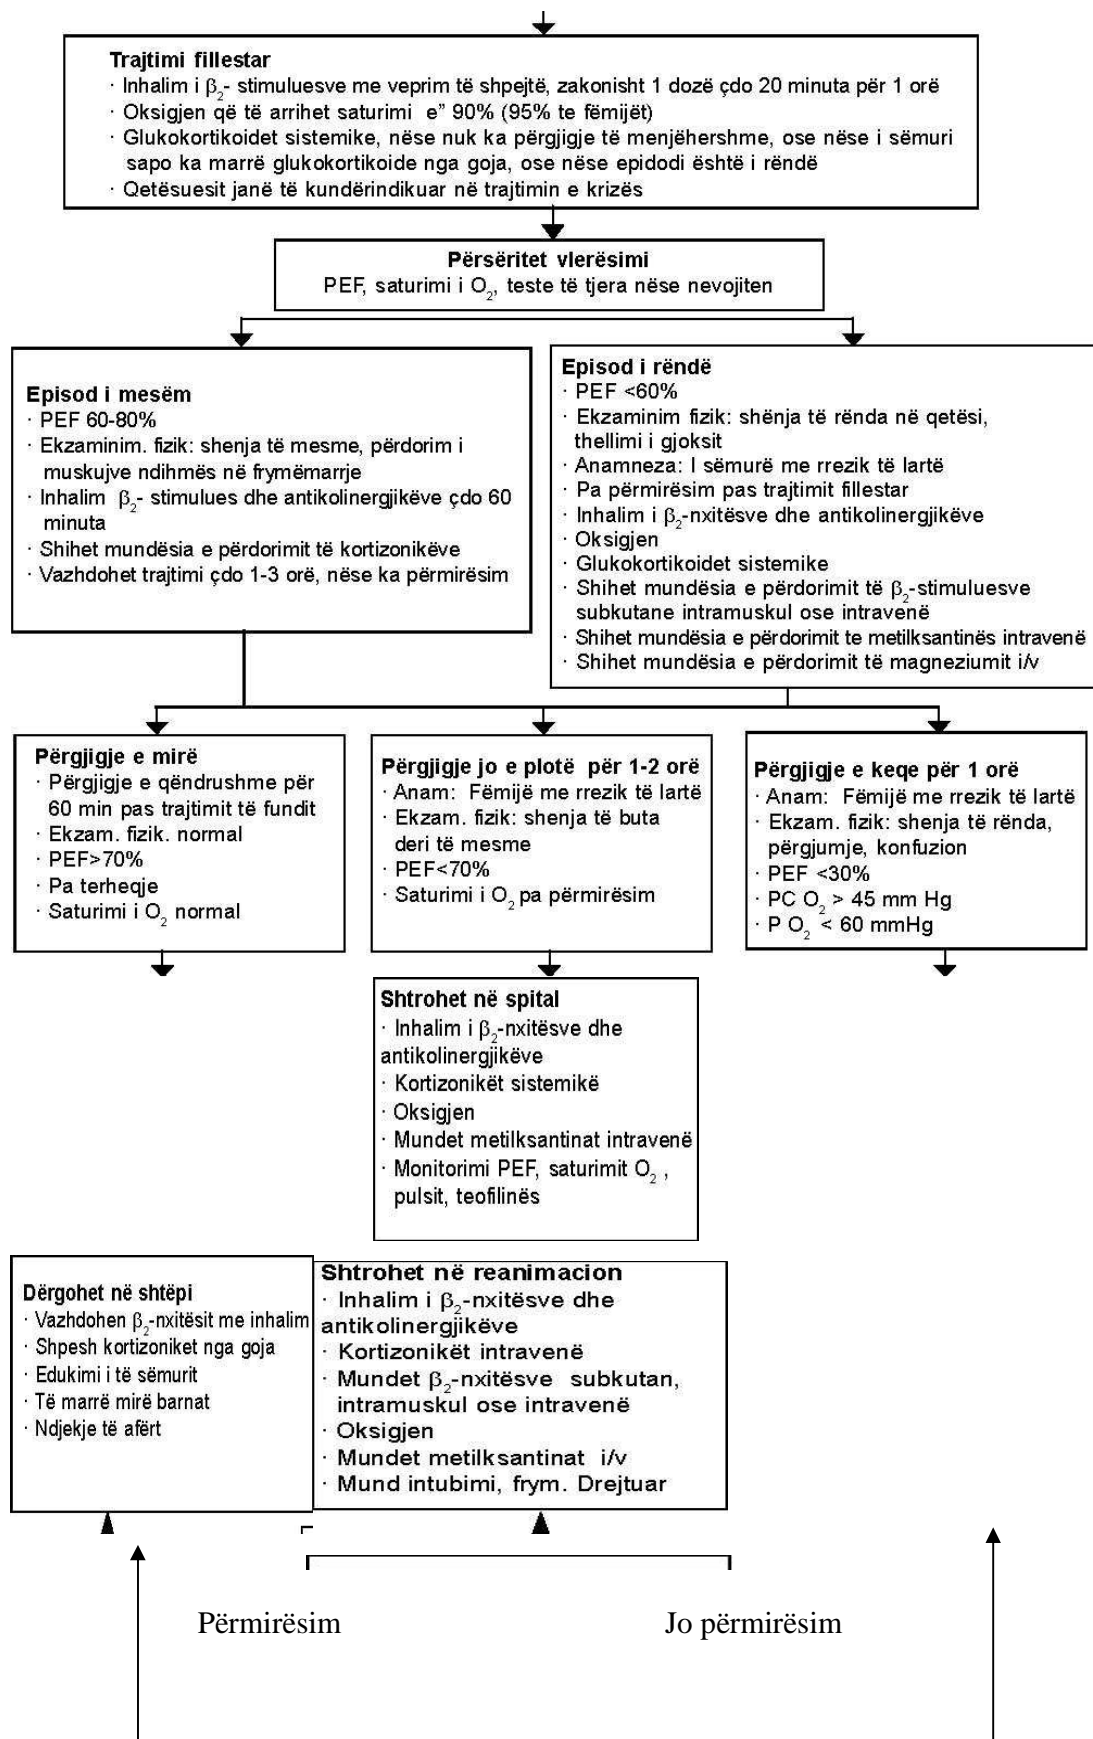 Trajtimi fillestar
· Inhalim i β₂- stimuluesve me veprim të shpejtë, zakonisht 1 dozë çdo 20 minuta për 1 orë
· Oksigjen që të arrihet saturimi e" 90% (95% te fëmijët)
· Glukokortikoidet sistemike, nëse nuk ka përgjigje të menjëhershme, ose nëse i sëmuri
sapo ka marrë glukokortikoide nga goja, ose nëse epidodi është i rëndë
· Qetësuesit janë të kundërindikuar në trajtimin e krizës
Përsëritet vlerësimi
PEF, saturimi i O₂, teste të tjera nëse nevojiten
Episod i mesëm
· PEF 60-80%
· Ekzaminim. fizik: shenja të mesme, përdorim i
muskujve ndihmës në frymëmarrje
· Inhalim β₂- stimulues dhe antikolinergjikëve çdo 60
minuta
· Shihet mundësia e përdorimit të kortizonikëve
· Vazhdohet trajtimi çdo 1-3 orë, nëse ka përmirësim
Episod i rëndë
· PEF <60%
· Ekzaminim fizik: shënja të rënda në qetësi,
thellimi i gjoksit
· Anamneza: I sëmurë me rrezik të lartë
· Pa përmirësim pas trajtimit fillestar
· Inhalim i β₂-nxitësve dhe antikolinergjikëve
· Oksigjen
· Glukokortikoidet sistemike
· Shihet mundësia e përdorimit të β₂-stimuluesve
subkutane intramuskul ose intravenë
· Shihet mundësia e përdorimit te metilksantinës intravenë
· Shihet mundësia e përdorimit të magneziumit i/v
Përgjigje e mirë
· Përgjigje e qëndrushme për
60 min pas trajtimit të fundit
· Ekzam. fizik. normal
· PEF>70%
· Pa terheqje
· Saturimi i O₂ normal
Përgjigje jo e plotë për 1-2 orë
· Anam: Fëmijë me rrezik të lartë
· Ekzam. fizik: shenja të buta
deri të mesme
· PEF<70%
· Saturimi i O₂ pa përmirësim
Përgjigje e keqe për 1 orë
· Anam: Fëmijë me rrezik të lartë
· Ekzam. fizik: shenja të rënda,
përgjumje, konfuzion
· PEF <30%
· PC O₂ > 45 mm Hg
· P O₂ < 60 mmHg
Shtrohet në spital
· Inhalim i β₂-nxitësve dhe
antikolinergjikëve
· Kortizonikët sistemikë
· Oksigjen
· Mundet metilksantinat intravenë
· Monitorimi PEF, saturimit O₂ ,
pulsit, teofilinës
Dërgohet në shtëpi
· Vazhdohen β₂-nxitësit me inhalim
· Shpesh kortizoniket nga goja
· Edukimi i të sëmurit
· Të marrë mirë barnat
· Ndjekje të afërt
Shtrohet në reanimacion
· Inhalim i β₂-nxitësve dhe
antikolinergjikëve
· Kortizonikët intravenë
· Mundet β₂-nxitësve subkutan,
intramuskul ose intravenë
· Oksigjen
· Mundet metilksantinat i/v
· Mund intubimi, frym. Drejtuar
Përmirësim
Jo përmirësim